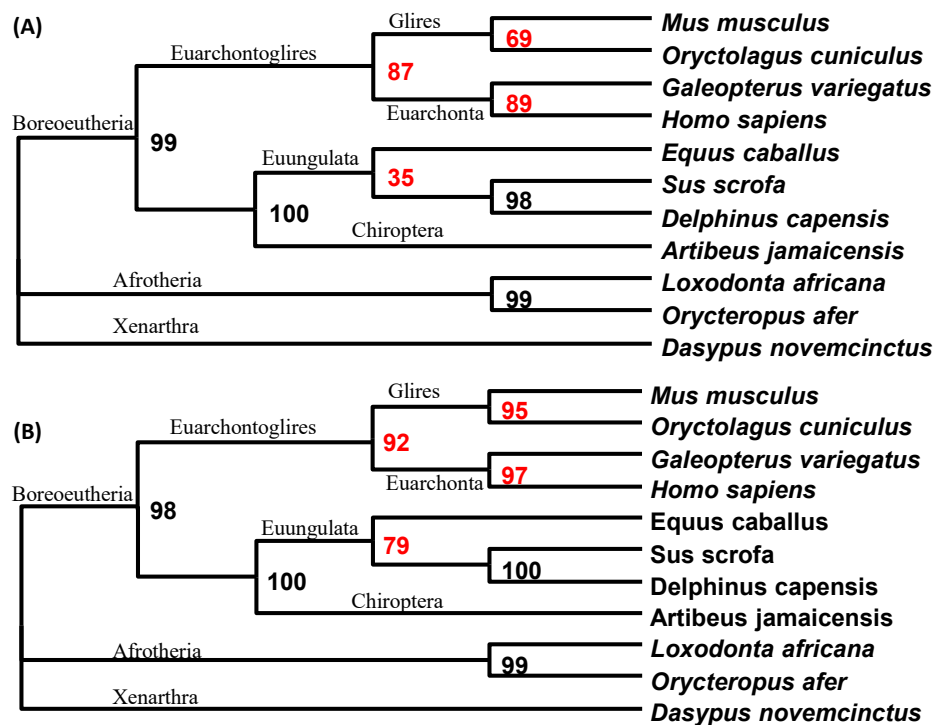 (A)
Glires
Mus musculus
69
Oryctolagus cuniculus
Euarchontoglires
87
Galeopterus variegatus
89
Euarchonta
Homo sapiens
Boreoeutheria
99
Equus caballus
Euungulata
35
Sus scrofa
98
100
Delphinus capensis
Chiroptera
Artibeus jamaicensis
Afrotheria
Loxodonta africana
99
Orycteropus afer
Xenarthra
Dasypus novemcinctus
(B)
Glires
Mus musculus
95
Oryctolagus cuniculus
Euarchontoglires
92
Galeopterus variegatus
97
Euarchonta
Homo sapiens
Boreoeutheria
98
Equus caballus
Euungulata
79
Sus scrofa
100
100
Delphinus capensis
Chiroptera
Artibeus jamaicensis
Afrotheria
Loxodonta africana
99
Orycteropus afer
Xenarthra
Dasypus novemcinctus